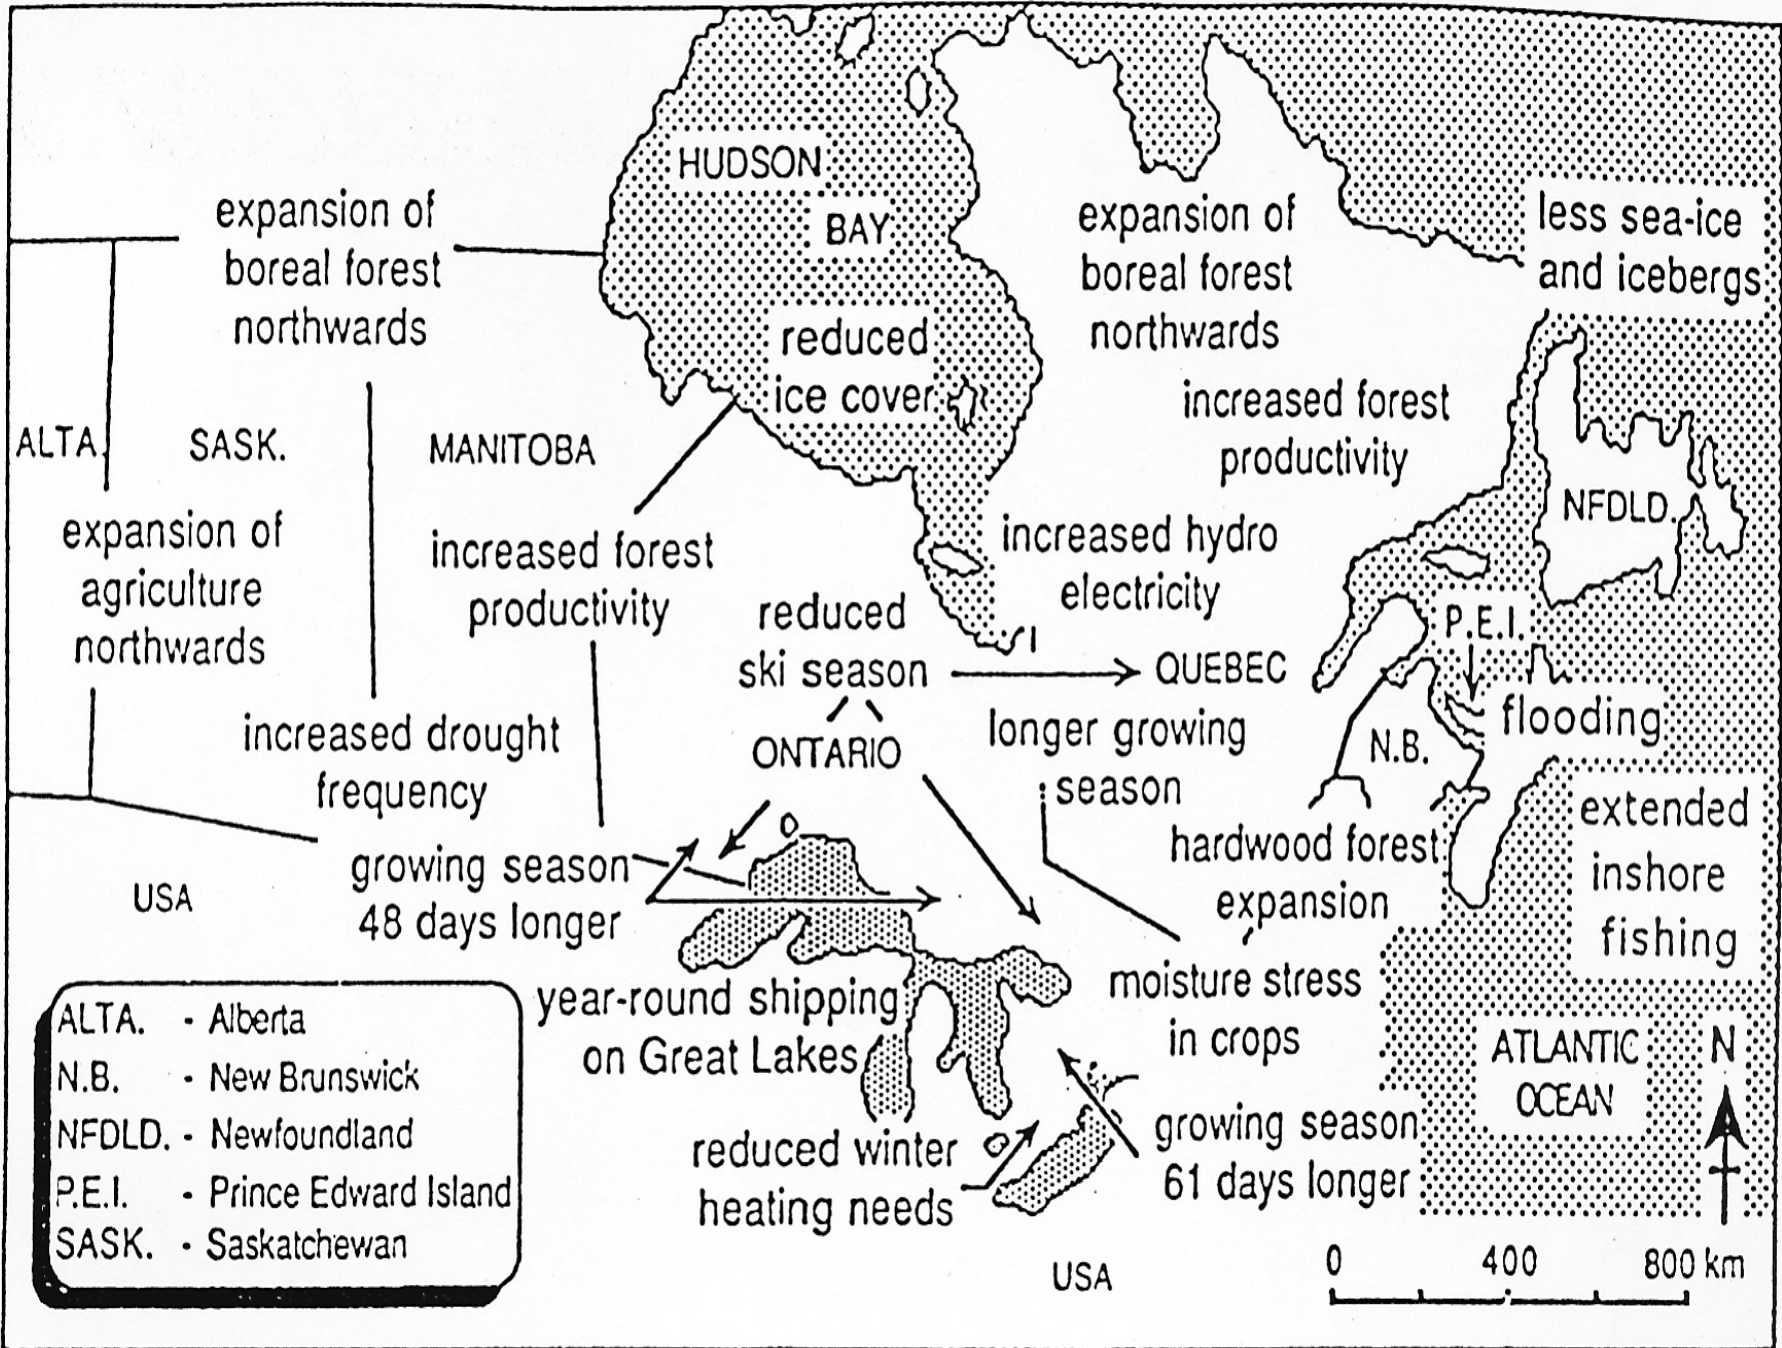 HUDSON
BAY
expansion of
boreal forest
northwards
expansion of
boreal forest
northwards
less sea-ice
and icebergs
reduced
ice cover
increased forest
productivity
ALTA.
SASK.
MANITOBA
NFDLD.
expansion of
agriculture
northwards
increased forest
productivity
increased hydro
electricity
reduced
ski season
QUEBEC
P.E.I.
flooding
N.B.
increased drought
frequency
ONTARIO
longer growing
season
extended
inshore
fishing
hardwood forest
expansion
USA
growing season
48 days longer
year-round shipping
on Great Lakes
moisture stress
in crops
ATLANTIC
OCEAN
N
reduced winter
heating needs
growing season
61 days longer
ALTA. - Alberta
N.B. - New Brunswick
NFDLD. - Newfoundland
P.E.I. - Prince Edward Island
SASK. - Saskatchewan
USA
0 400 800 km